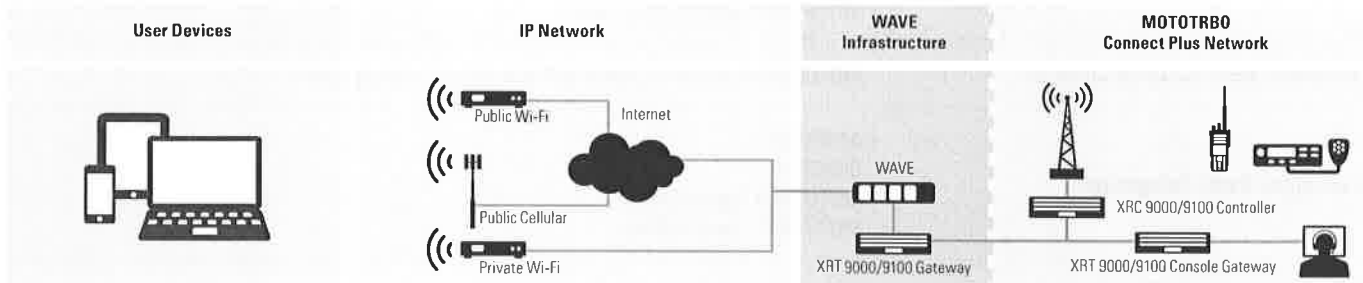 User Devices
IP Network
WAVE
Infrastructure
MOTOTRBO
Connect Plus Network
Public Wi-Fi
Internet
Public Cellular
Private Wi-Fi
WAVE
XRT 9000/9100 Gateway
XRC 9000/9100 Controller
XRT 9000/9100 Console Gateway